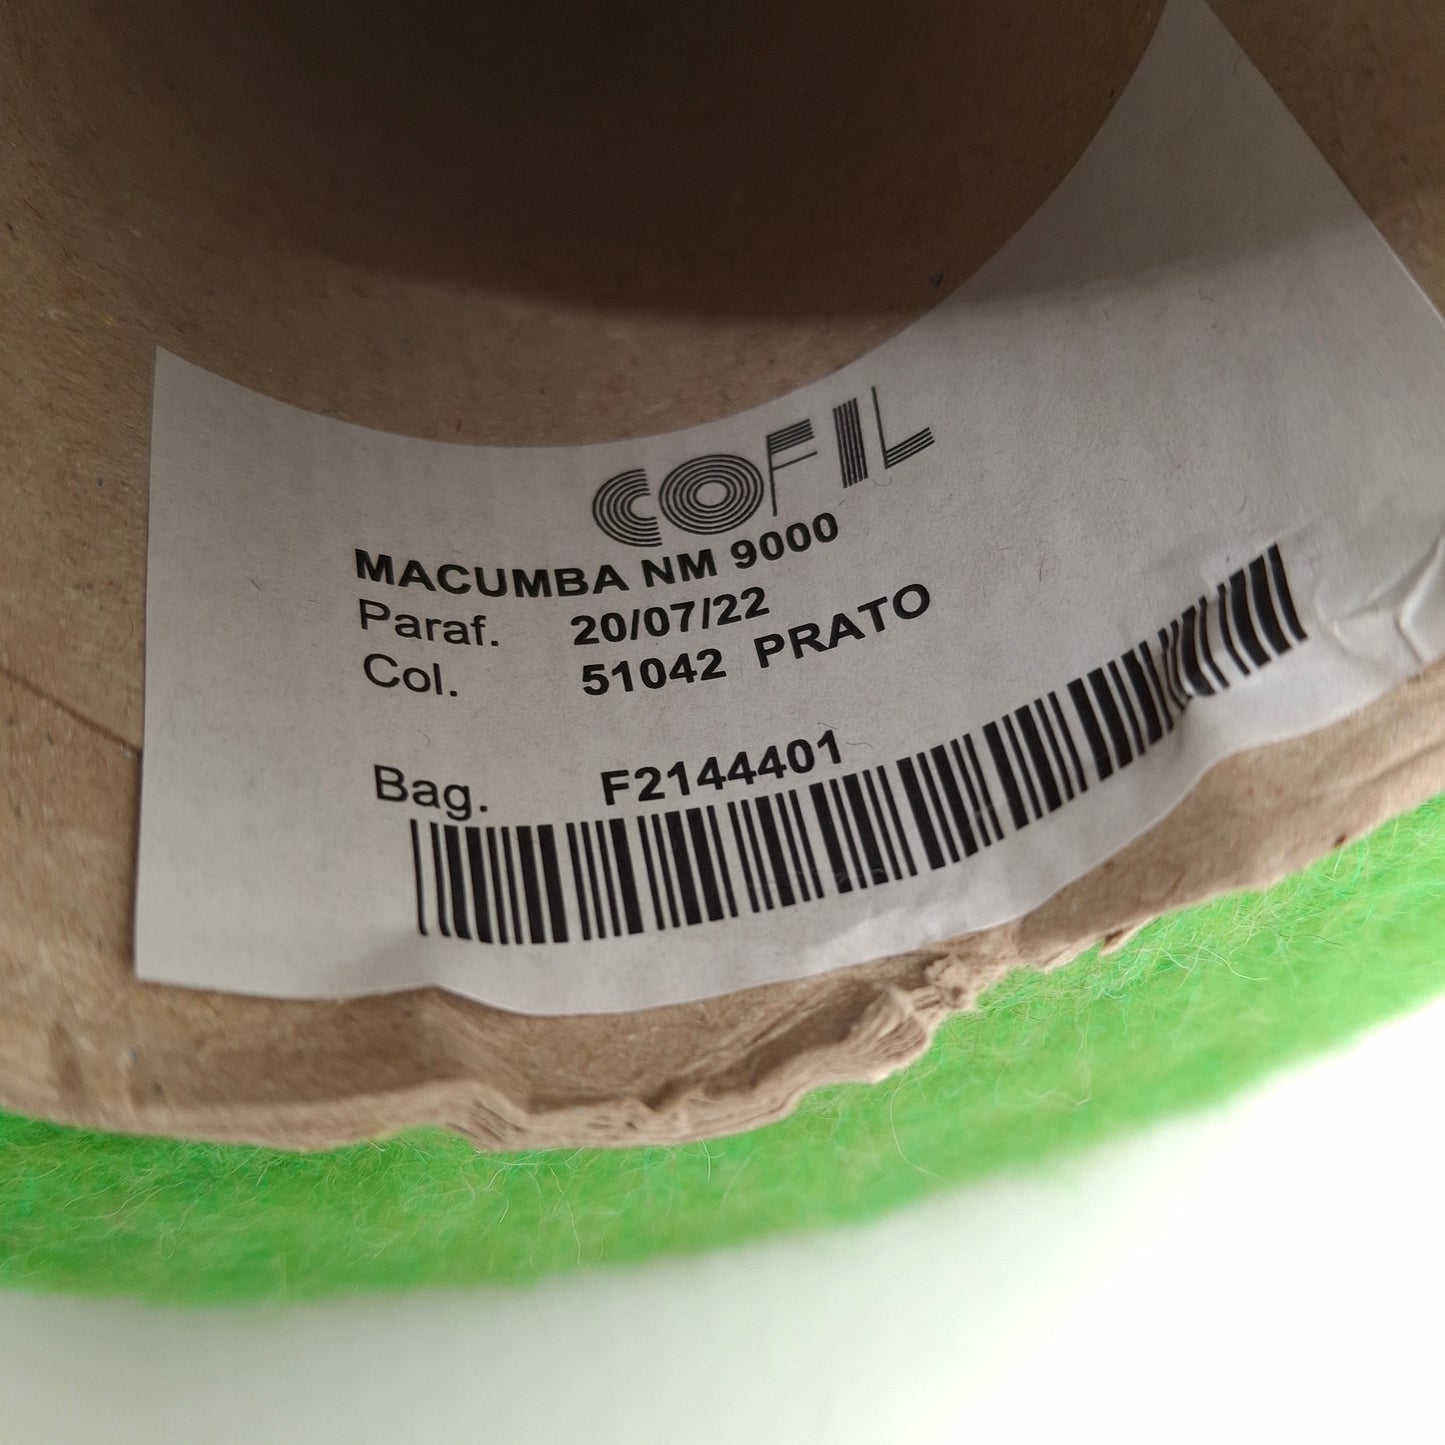 COFIL
MACUMBA NM 9000
Paraf. 20/07/22
Col. 51042 PRATO
Bag. F2144401